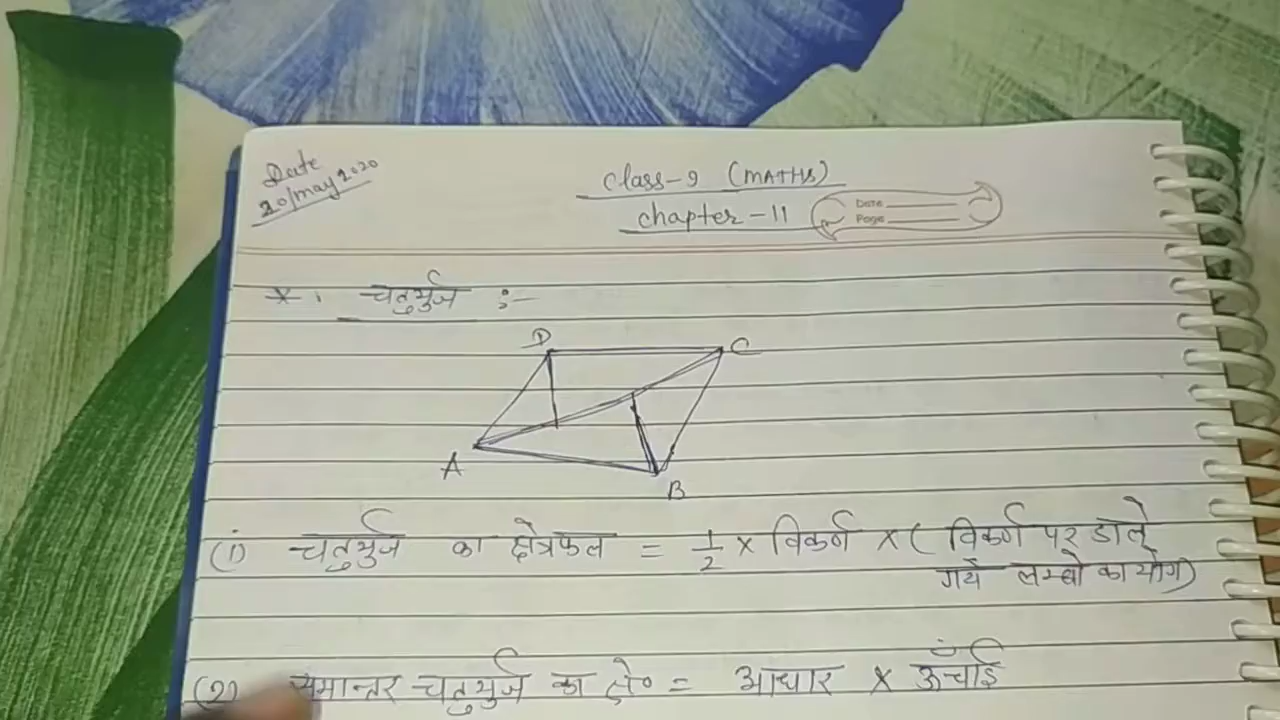 Date
20/may 2020
Class-9 (MATHS)
chapter-11
Date
Page
*. चतुर्भुज :-
D
C
A
B
(1) चतुर्भुज का क्षेत्रफल = 1/2 × विकर्ण × ( विकर्ण पर डाले
गये लम्बो का योग)
(2) समान्तर चतुर्भुज का क्षे० = आधार × ऊँचाई